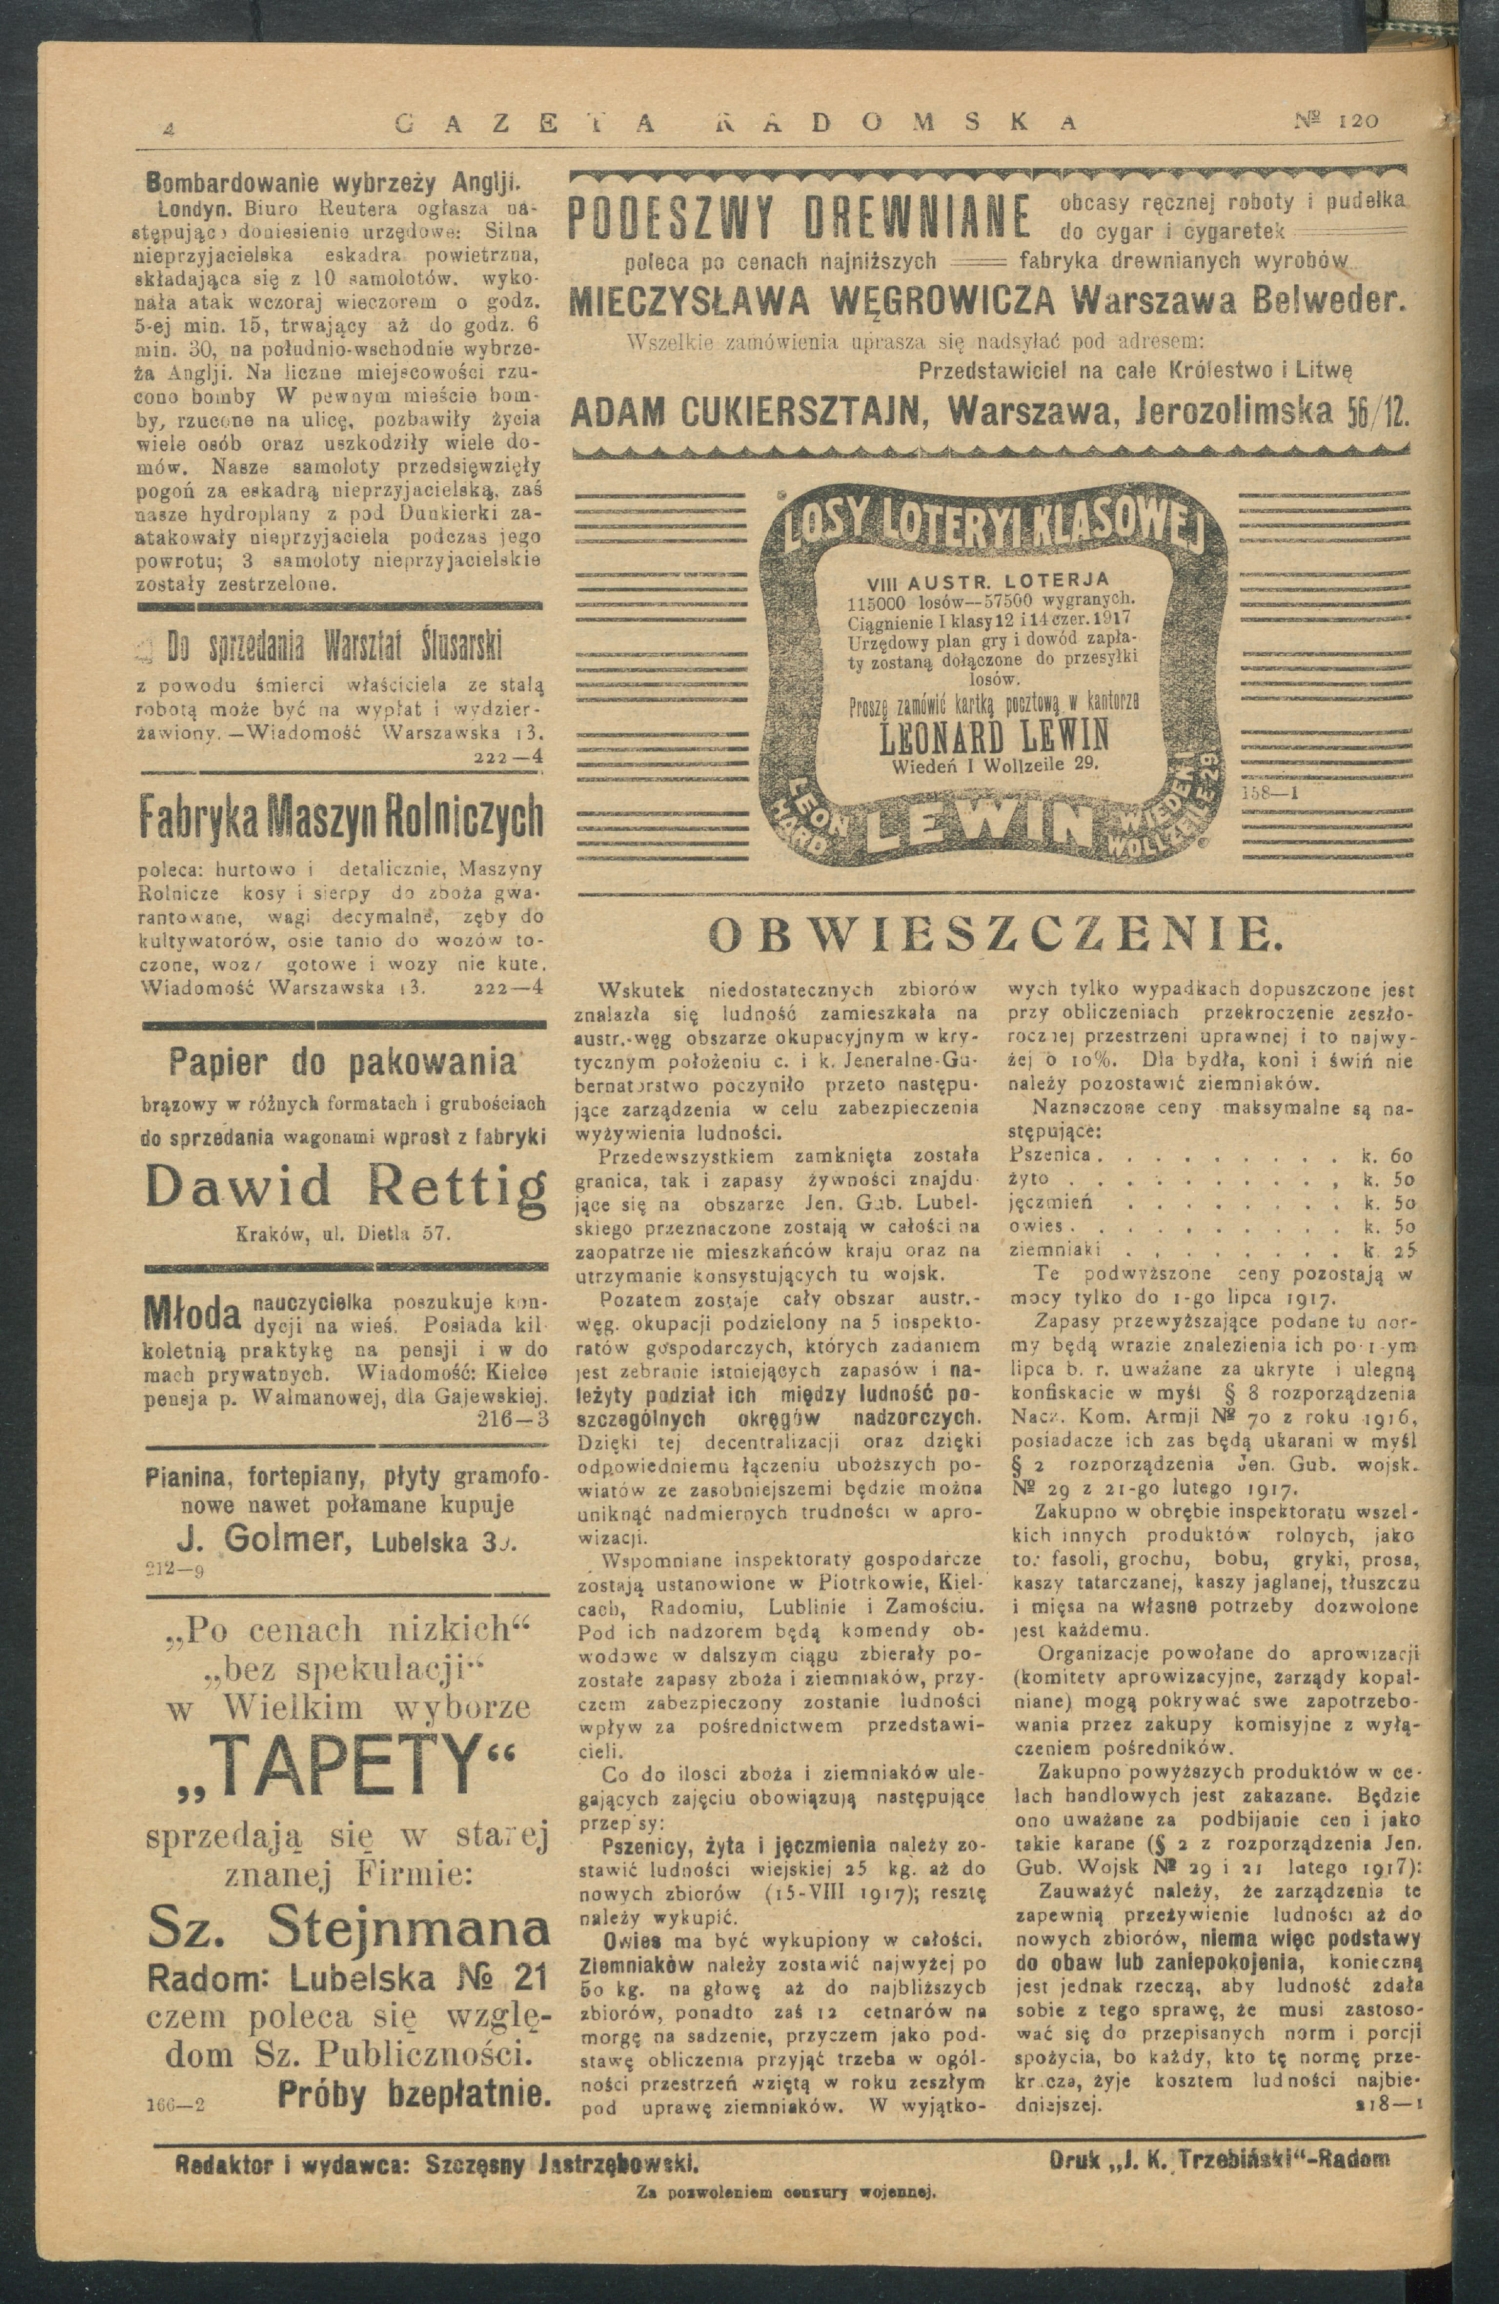 4
GAZETA RADOMSKA
№ 120
Bombardowanie wybrzeży Anglji.
Londyn. Biuro Reutera ogłasza na-
stępujące doniesienie urzędowe: Silna
nieprzyjacielska eskadra powietrzna,
składająca się z 10 samolotów. wyko-
nała atak wczoraj wieczorem o godz.
5-ej min. 15, trwający aż do godz. 6
min. 30, na południo-wschodnie wybrze-
ża Anglji. Na liczne miejscowości rzu-
cono bomby W pewnym mieście bom-
by, rzucone na ulicę, pozbawiły życia
wiele osób oraz uszkodziły wiele do-
mów. Nasze samoloty przedsięwzięły
pogoń za eskadrą nieprzyjacielską, zaś
nasze hydroplany z pod Dunkierki za-
atakowały nieprzyjaciela podczas jego
powrotu; 3 samoloty nieprzyjacielskie
zostały zestrzelone.
Do sprzedania Warsztat Ślusarski
z powodu śmierci właściciela ze stałą
robotą może być na wypłat i wydzier-
żawiony.—Wiadomość Warszawska 13.
222—4
Fabryka Maszyn Rolniczych
poleca: hurtowo i detalicznie, Maszyny
Rolnicze kosy i sierpy do zboża gwa-
rantowane, wagi decymalne, zęby do
kultywatorów, osie tanio do wozów to-
czone, wozy gotowe i wozy nie kute.
Wiadomość Warszawska 13. 222—4
Papier do pakowania
brązowy w różnych formatach i grubościach
do sprzedania wagonami wprost z fabryki
Dawid Rettig
Kraków, ul. Dietla 57.
Młoda nauczycielka poszukuje kon-
dycji na wieś. Posiada kil-
koletnią praktykę na pensji i w do
mach prywatnych. Wiadomość: Kielce
pensja p. Walmanowej, dla Gajewskiej.
216—3
Pianina, fortepiany, płyty gramofo-
nowe nawet połamane kupuje
J. Golmer, Lubelska
212—9
„Po cenach nizkich“
„bez spekulacji“
w Wielkim wyborze
„TAPETY“
sprzedają się w starej
znanej Firmie:
Sz. Stejnmana
Radom: Lubelska № 21
czem poleca się wzglę-
dom Sz. Publiczności.
166—2 Próby bzepłatnie.
PODESZWY DREWNIANE obcasy ręcznej roboty i pudełka
do cygar i cygaretek
poleca po cenach najniższych fabryka drewnianych wyrobów
MIECZYSŁAWA WĘGROWICZA Warszawa Belweder.
Wszelkie zamówienia uprasza się nadsyłać pod adresem:
Przedstawiciel na całe Królestwo i Litwę
ADAM CUKIERSZTAJN, Warszawa, Jerozolimska 56/12.
LOSY LOTERYI KLASOWEJ
VIII AUSTR. LOTERJA
115000 losów—57500 wygranych.
Ciągnienie I klasy 12 i 14 czer. 1917
Urzędowy plan gry i dowód zapła-
ty zostaną dołączone do przesyłki
losów.
Proszę zamówić kartką pocztową w kantorze
LEONARD LEWIN
Wiedeń I Wollzeile 29.
LEONHARD LEWIN WIEDEŃ I WOLLZEILE 29
158—1
OBWIESZCZENIE.
Wskutek niedostatecznych zbiorów
znalazła się ludność zamieszkała na
austr.-węg obszarze okupacyjnym w kry-
tycznym położeniu c. i k. Jeneralne-Gu-
bernatorstwo poczyniło przeto następu-
jące zarządzenia w celu zabezpieczenia
wyżywienia ludności.
Przedewszystkiem zamknięta została
granica, tak i zapasy żywności znajdu-
jące się na obszarze Jen. Gub. Lubel-
skiego przeznaczone zostają w całości na
zaopatrzenie mieszkańców kraju oraz na
utrzymanie konsystujących tu wojsk.
Pozatem zostaje cały obszar austr.-
węg. okupacji podzielony na 5 inspekto-
ratów gospodarczych, których zadaniem
jest zebranie istniejących zapasów i na-
leżyty podział ich między ludność po-
szczególnych okręgów nadzorczych.
Dzięki tej decentralizacji oraz dzięki
odpowiedniemu łączeniu uboższych po-
wiatów ze zasobniejszemi będzie można
uniknąć nadmiernych trudności w apro-
wizacji.
Wspomniane inspektoraty gospodarcze
zostają ustanowione w Piotrkowie, Kiel-
cach, Radomiu, Lublinie i Zamościu.
Pod ich nadzorem będą komendy ob-
wodowe w dalszym ciągu zbierały po-
zostałe zapasy zboża i ziemniaków, przy-
czem zabezpieczony zostanie ludności
wpływ za pośrednictwem przedstawi-
cieli.
Co do ilości zboża i ziemniaków ule-
gających zajęciu obowiązują następujące
przepisy:
Pszenicy, żyta i jęczmienia należy zo-
stawić ludności wiejskiej 25 kg. aż do
nowych zbiorów (15-VIII 1917); resztę
należy wykupić.
Owies ma być wykupiony w całości.
Ziemniaków należy zostawić najwyżej po
50 kg. na głowę aż do najbliższych
zbiorów, ponadto zaś 12 cetnarów na
morgę na sadzenie, przyczem jako pod-
stawę obliczenia przyjąć trzeba w ogól-
ności przestrzeń wziętą w roku zeszłym
pod uprawę ziemniaków. W wyjątko-
wych tylko wypadkach dopuszczone jest
przy obliczeniach przekroczenie zeszło-
rocznej przestrzeni uprawnej i to najwy-
żej o 10%. Dla bydła, koni i świń nie
należy pozostawić ziemniaków.
Naznaczone ceny maksymalne są na-
stępujące:
Pszenica . . . . . . . . . . k. 60
żyto . . . . . . . . . . . k. 50
jęczmień . . . . . . . . . k. 50
owies . . . . . . . . . . k. 50
ziemniaki . . . . . . . . . k. 25
Te podwyższone ceny pozostają w
mocy tylko do 1-go lipca 1917.
Zapasy przewyższające podane tu nor-
my będą wrazie znalezienia ich po 1-ym
lipca b. r. uważane za ukryte i ulegną
konfiskacie w myśl § 8 rozporządzenia
Nacz. Kom. Armji № 70 z roku 1916,
posiadacze ich zas będą ukarani w myśl
§ 2 rozporządzenia Jen. Gub. wojsk.
№ 29 z 21-go lutego 1917.
Zakupno w obrębie inspektoratu wszel-
kich innych produktów rolnych, jako
to: fasoli, grochu, bobu, gryki, prosa,
kaszy tatarczanej, kaszy jaglanej, tłuszczu
i mięsa na własne potrzeby dozwolone
jest każdemu.
Organizacje powołane do aprowizacji
(komitety aprowizacyjne, zarządy kopal-
niane) mogą pokrywać swe zapotrzebo-
wania przez zakupy komisyjne z wyłą-
czeniem pośredników.
Zakupno powyższych produktów w ce-
lach handlowych jest zakazane. Będzie
ono uważane za podbijanie cen i jako
takie karane (§ 2 z rozporządzenia Jen.
Gub. Wojsk № 29 i 21 lutego 1917):
Zauważyć należy, że zarządzenia te
zapewnią przeżywienie ludności aż do
nowych zbiorów, niema więc podstawy
do obaw lub zaniepokojenia, konieczną
jest jednak rzeczą, aby ludność zdała
sobie z tego sprawę, że musi zastoso-
wać się do przepisanych norm i porcji
spożycia, bo każdy, kto tę normę prze-
kracza, żyje kosztem ludności najbie-
dniejszej. 218—1
Redaktor i wydawca: Szczęsny Jastrzębowski.
Druk „J. K. Trzebiński“-Radom
Za pozwoleniem cenzury wojennej.